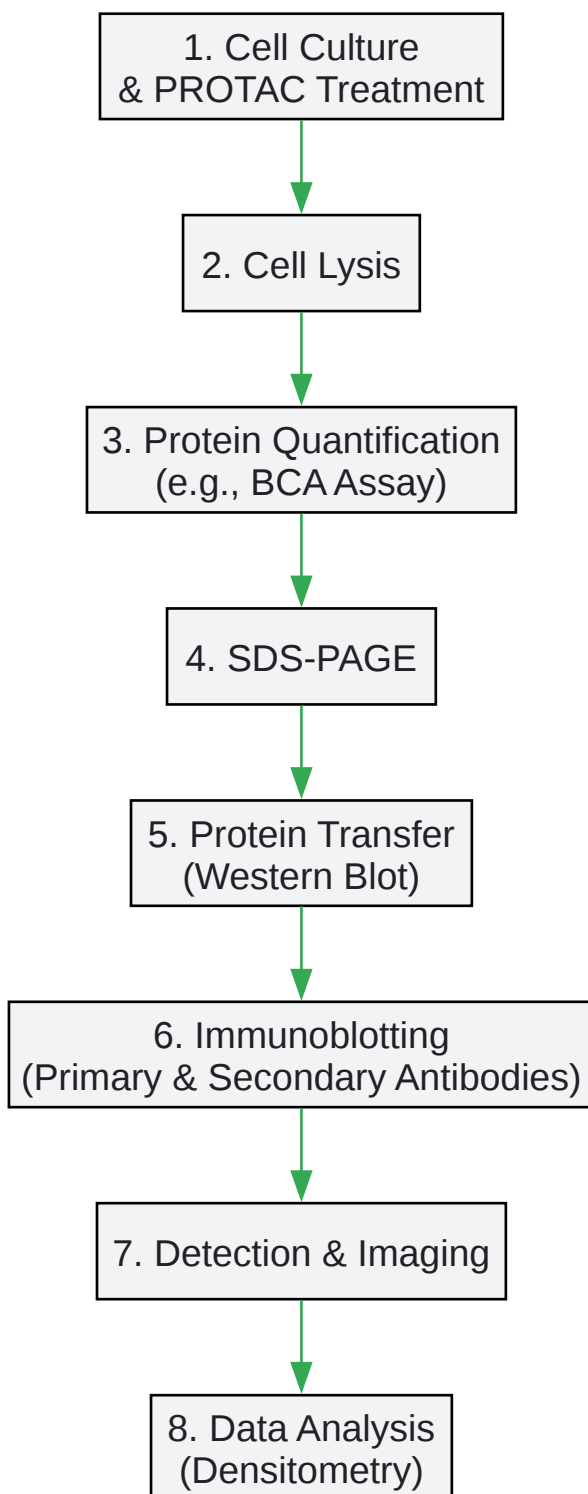 1. Cell Culture
& PROTAC Treatment
2. Cell Lysis
3. Protein Quantification
(e.g., BCA Assay)
4. SDS-PAGE
5. Protein Transfer
(Western Blot)
6. Immunoblotting
(Primary & Secondary Antibodies)
7. Detection & Imaging
8. Data Analysis
(Densitometry)